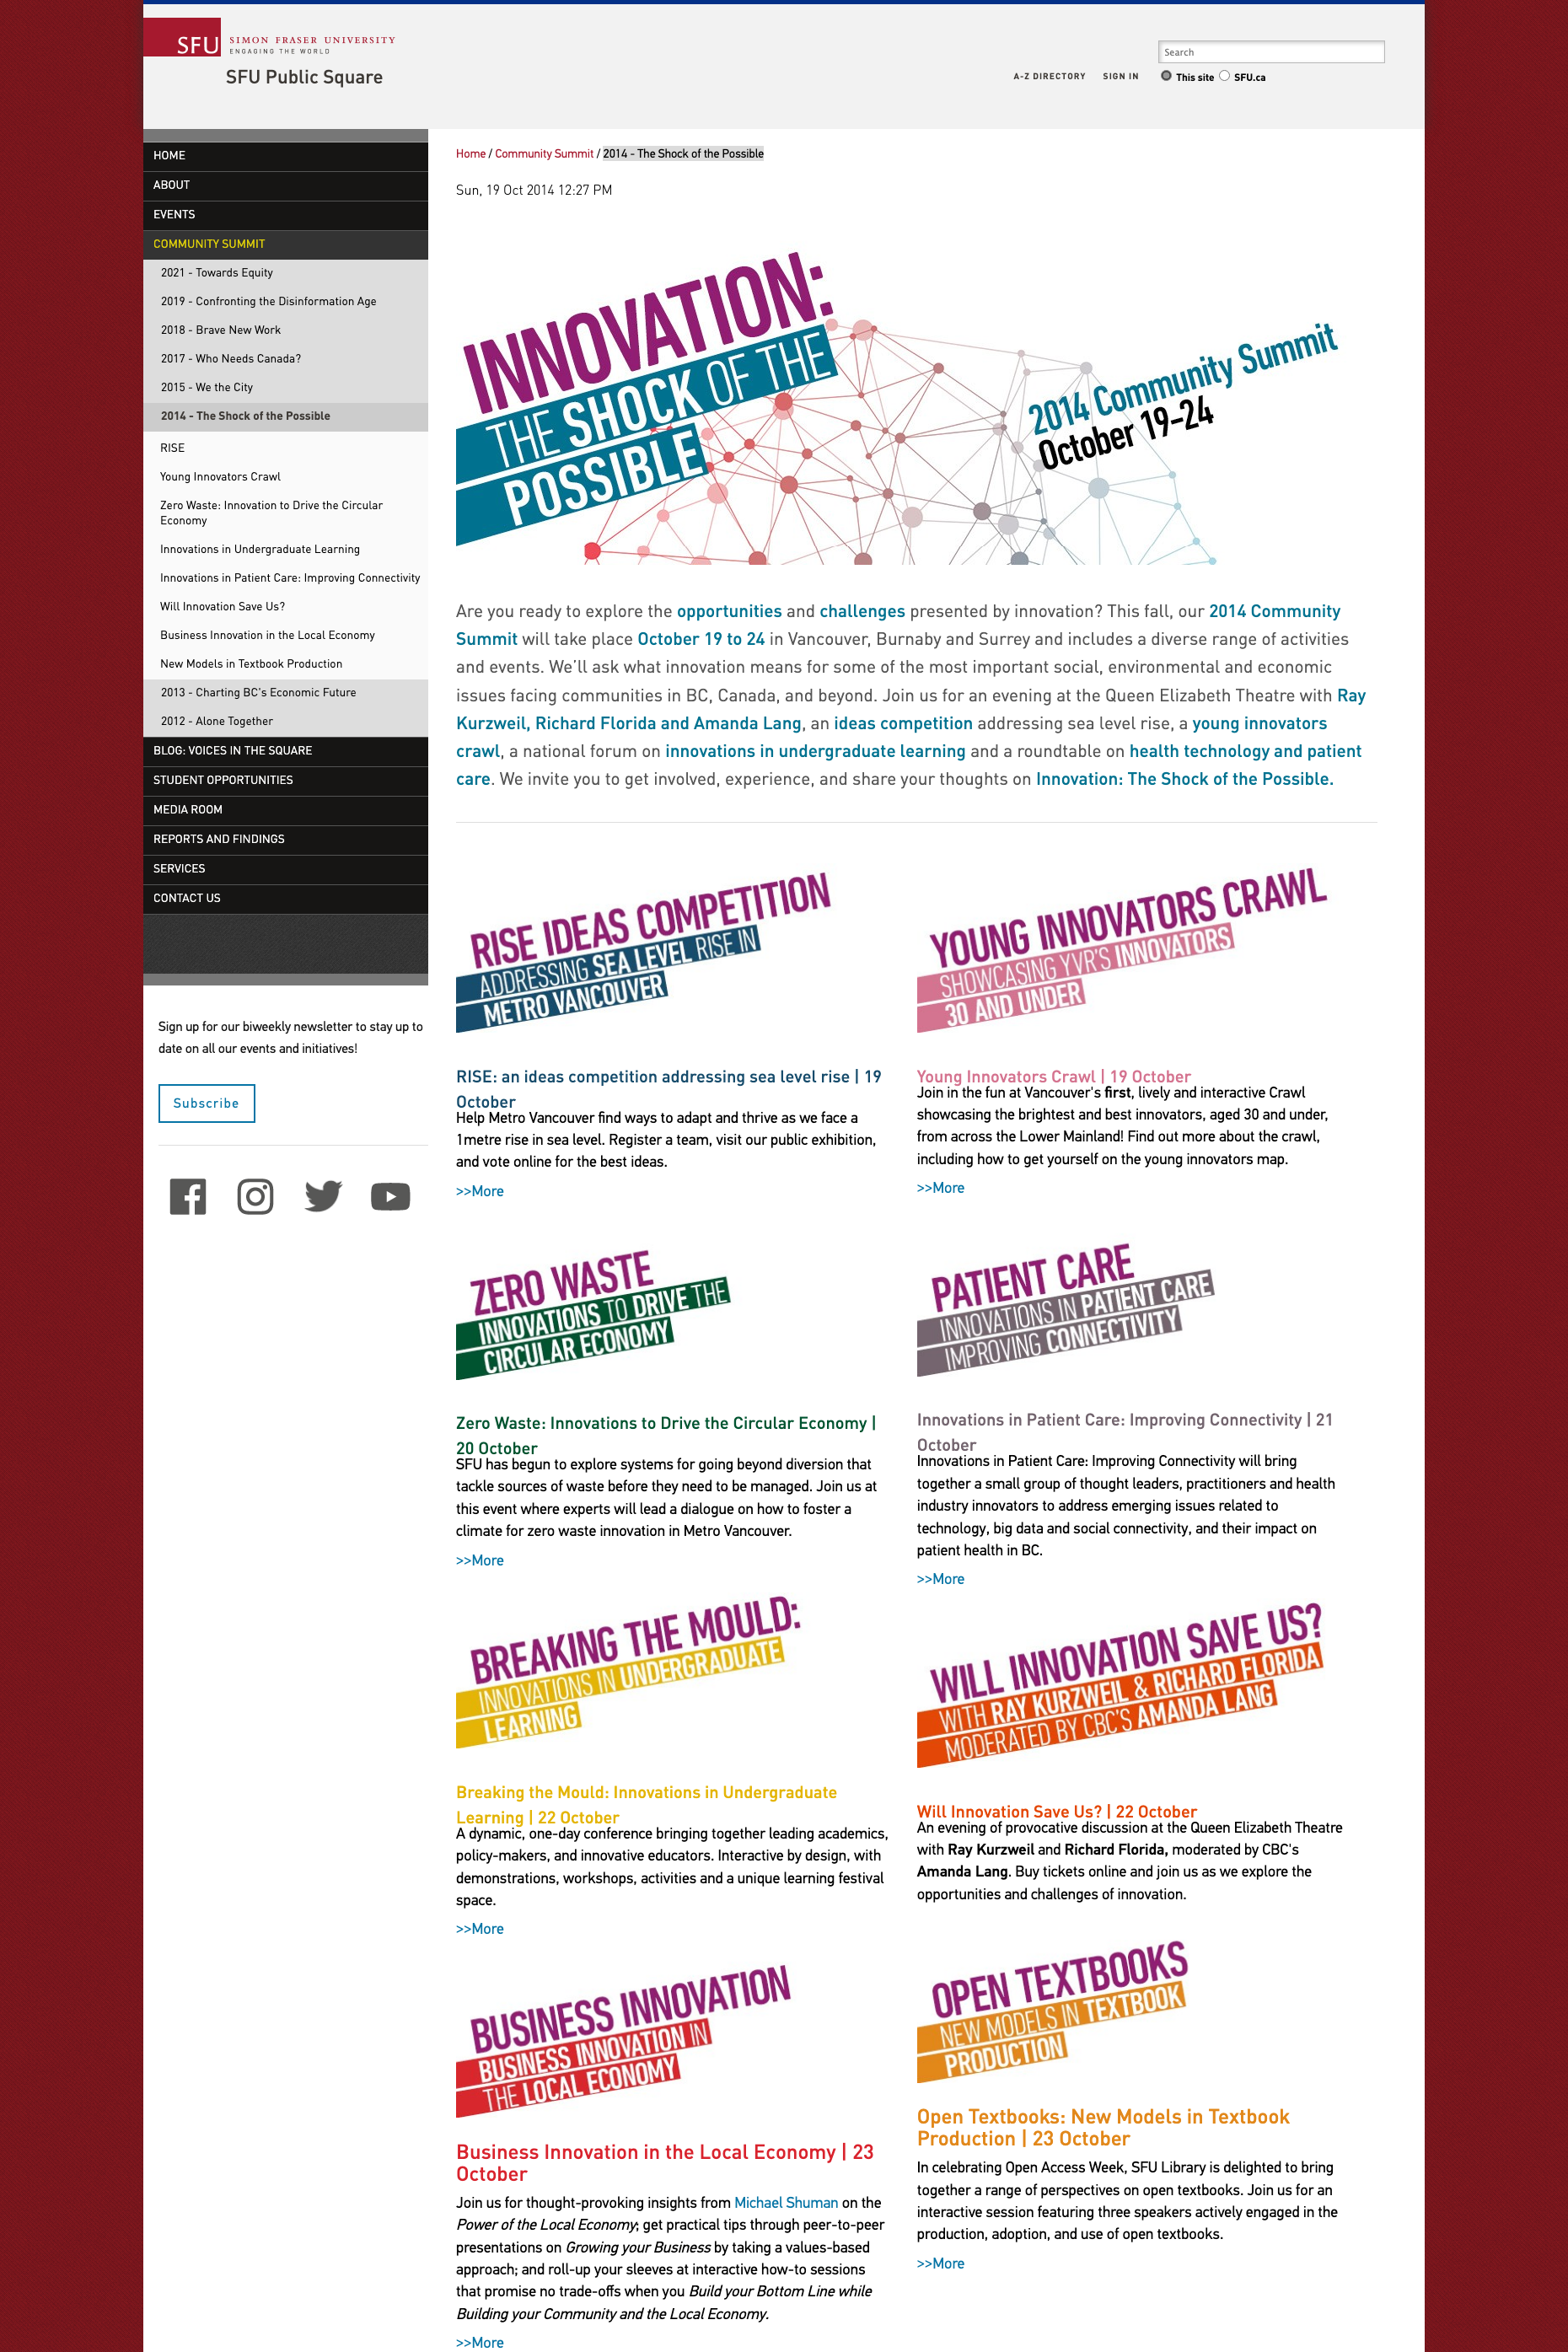 SFU
SIMON FRASER UNIVERSITY
ENGAGING THE WORLD
SFU Public Square
A-Z DIRECTORY
SIGN IN
Search
This site
SFU.ca
HOME
ABOUT
EVENTS
COMMUNITY SUMMIT
2021 - Towards Equity
2019 - Confronting the Disinformation Age
2018 - Brave New Work
2017 - Who Needs Canada?
2015 - We the City
2014 - The Shock of the Possible
RISE
Young Innovators Crawl
Zero Waste: Innovation to Drive the Circular
Economy
Innovations in Undergraduate Learning
Innovations in Patient Care: Improving Connectivity
Will Innovation Save Us?
Business Innovation in the Local Economy
New Models in Textbook Production
2013 - Charting BC's Economic Future
2012 - Alone Together
BLOG: VOICES IN THE SQUARE
STUDENT OPPORTUNITIES
MEDIA ROOM
REPORTS AND FINDINGS
SERVICES
CONTACT US
Sign up for our biweekly newsletter to stay up to
date on all our events and initiatives!
Subscribe
Home / Community Summit / 2014 - The Shock of the Possible
Sun, 19 Oct 2014 12:27 PM
INNOVATION:
THE SHOCK OF THE
POSSIBLE
2014 Community Summit
October 19-24
Are you ready to explore the opportunities and challenges presented by innovation? This fall, our 2014 Community
Summit will take place October 19 to 24 in Vancouver, Burnaby and Surrey and includes a diverse range of activities
and events. We'll ask what innovation means for some of the most important social, environmental and economic
issues facing communities in BC, Canada, and beyond. Join us for an evening at the Queen Elizabeth Theatre with Ray
Kurzweil, Richard Florida and Amanda Lang, an ideas competition addressing sea level rise, a young innovators
crawl, a national forum on innovations in undergraduate learning and a roundtable on health technology and patient
care. We invite you to get involved, experience, and share your thoughts on Innovation: The Shock of the Possible.
RISE IDEAS COMPETITION
ADDRESSING SEA LEVEL RISE IN
METRO VANCOUVER
RISE: an ideas competition addressing sea level rise | 19
October
Help Metro Vancouver find ways to adapt and thrive as we face a
1metre rise in sea level. Register a team, visit our public exhibition,
and vote online for the best ideas.
>>More
YOUNG INNOVATORS CRAWL
SHOWCASING YVR'S INNOVATORS
30 AND UNDER
Young Innovators Crawl | 19 October
Join in the fun at Vancouver's first, lively and interactive Crawl
showcasing the brightest and best innovators, aged 30 and under,
from across the Lower Mainland! Find out more about the crawl,
including how to get yourself on the young innovators map.
>>More
ZERO WASTE
INNOVATIONS TO DRIVE THE
CIRCULAR ECONOMY
Zero Waste: Innovations to Drive the Circular Economy |
20 October
SFU has begun to explore systems for going beyond diversion that
tackle sources of waste before they need to be managed. Join us at
this event where experts will lead a dialogue on how to foster a
climate for zero waste innovation in Metro Vancouver.
>>More
PATIENT CARE
INNOVATIONS IN PATIENT CARE
IMPROVING CONNECTIVITY
Innovations in Patient Care: Improving Connectivity | 21
October
Innovations in Patient Care: Improving Connectivity will bring
together a small group of thought leaders, practitioners and health
industry innovators to address emerging issues related to
technology, big data and social connectivity, and their impact on
patient health in BC.
>>More
BREAKING THE MOULD:
INNOVATIONS IN UNDERGRADUATE
LEARNING
Breaking the Mould: Innovations in Undergraduate
Learning | 22 October
A dynamic, one-day conference bringing together leading academics,
policy-makers, and innovative educators. Interactive by design, with
demonstrations, workshops, activities and a unique learning festival
space.
>>More
WILL INNOVATION SAVE US?
WITH RAY KURZWEIL & RICHARD FLORIDA
MODERATED BY CBC'S AMANDA LANG
Will Innovation Save Us? | 22 October
An evening of provocative discussion at the Queen Elizabeth Theatre
with Ray Kurzweil and Richard Florida, moderated by CBC's
Amanda Lang. Buy tickets online and join us as we explore the
opportunities and challenges of innovation.
BUSINESS INNOVATION
BUSINESS INNOVATION IN
THE LOCAL ECONOMY
Business Innovation in the Local Economy | 23
October
Join us for thought-provoking insights from Michael Shuman on the
Power of the Local Economy; get practical tips through peer-to-peer
presentations on Growing your Business by taking a values-based
approach; and roll-up your sleeves at interactive how-to sessions
that promise no trade-offs when you Build your Bottom Line while
Building your Community and the Local Economy.
>>More
OPEN TEXTBOOKS
NEW MODELS IN TEXTBOOK
PRODUCTION
Open Textbooks: New Models in Textbook
Production | 23 October
In celebrating Open Access Week, SFU Library is delighted to bring
together a range of perspectives on open textbooks. Join us for an
interactive session featuring three speakers actively engaged in the
production, adoption, and use of open textbooks.
>>More